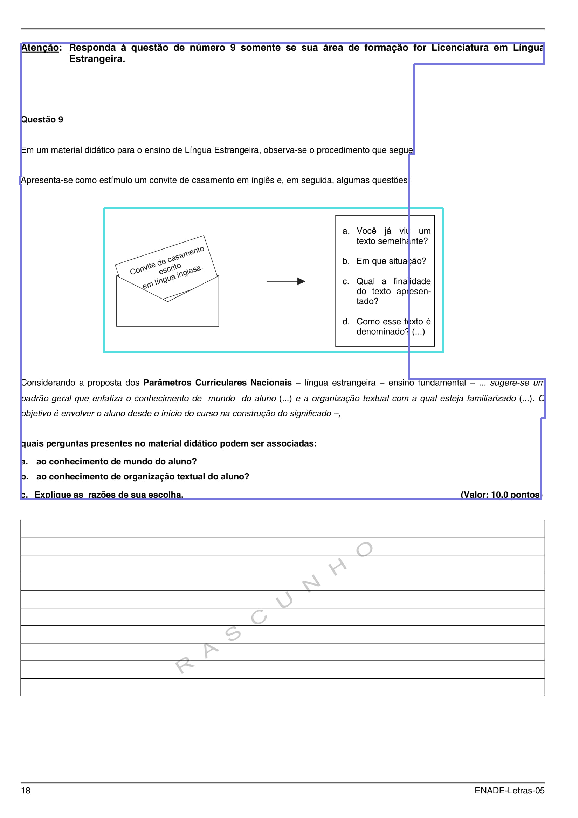 Atenção: Responda à questão de número 9 somente se sua área de formação for Licenciatura em Língua
Estrangeira.
Questão 9
Em um material didático para o ensino de Língua Estrangeira, observa-se o procedimento que segue
Apresenta-se como estímulo um convite de casamento em inglês e, em seguida, algumas questões
Convite de casamento
escrito
em língua inglesa
a. Você já viu um
texto semelhante?
b. Em que situação?
c. Qual a finalidade
do texto apresen-
tado?
d. Como esse texto é
denominado? (...)
Considerando a proposta dos Parâmetros Curriculares Nacionais – língua estrangeira – ensino fundamental – ... sugere-se um
padrão geral que enfatiza o conhecimento de mundo do aluno (...) e a organização textual com a qual esteja familiarizado (...). O
objetivo é envolver o aluno desde o início do curso na construção do significado –,
quais perguntas presentes no material didático podem ser associadas:
a. ao conhecimento de mundo do aluno?
b. ao conhecimento de organização textual do aluno?
c. Explique as razões de sua escolha. (Valor: 10,0 pontos)
RASCUNHO
18 ENADE-Letras-05